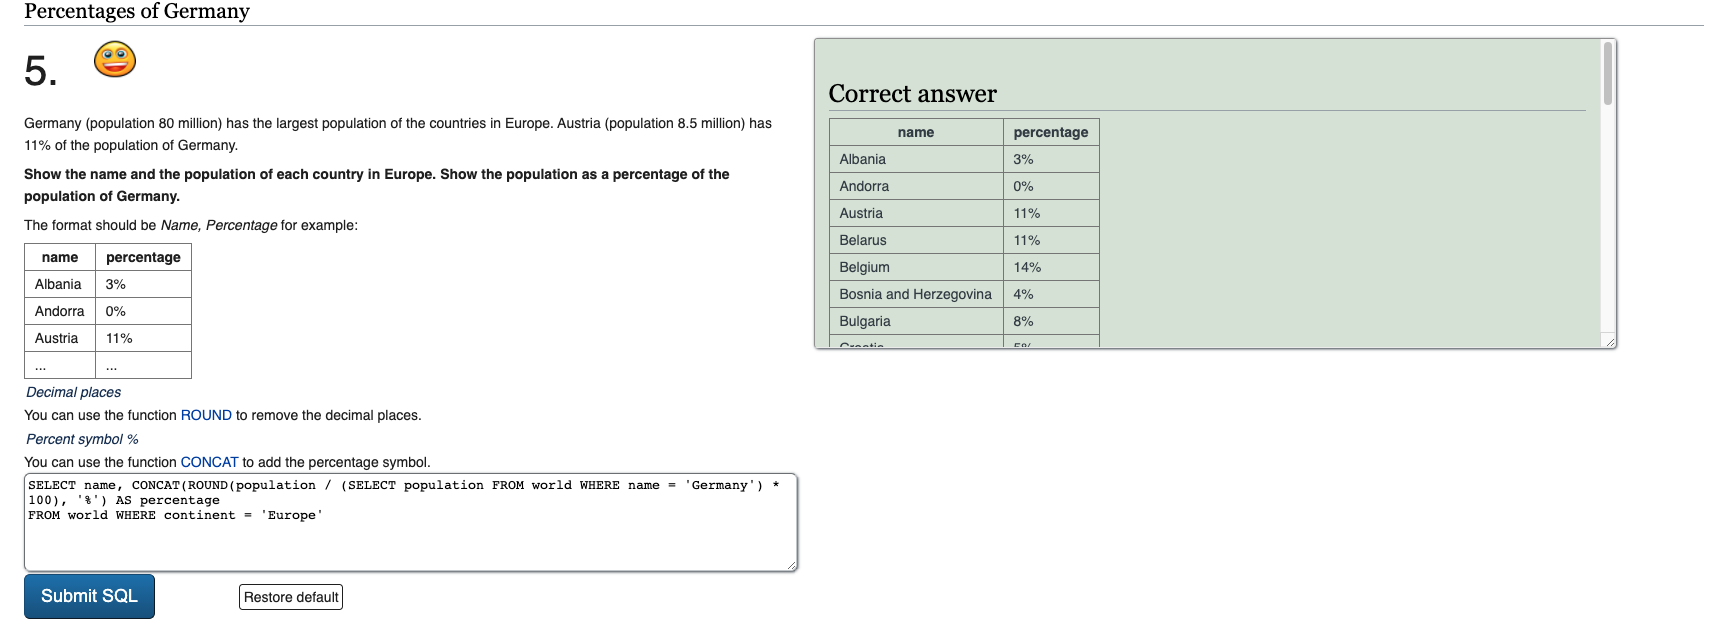 Percentages of Germany
5.
Germany (population 80 million) has the largest population of the countries in Europe. Austria (population 8.5 million) has
11% of the population of Germany.
Show the name and the population of each country in Europe. Show the population as a percentage of the
population of Germany.
The format should be Name, Percentage for example:
name percentage
Albania 3%
Andorra 0%
Austria 11%
... ...
Decimal places
You can use the function ROUND to remove the decimal places.
Percent symbol %
You can use the function CONCAT to add the percentage symbol.
SELECT name, CONCAT(ROUND(population / (SELECT population FROM world WHERE name = 'Germany') *
100), '%') AS percentage
FROM world WHERE continent = 'Europe'
Submit SQL
Restore default
Correct answer
name percentage
Albania 3%
Andorra 0%
Austria 11%
Belarus 11%
Belgium 14%
Bosnia and Herzegovina 4%
Bulgaria 8%
Croatia 5%